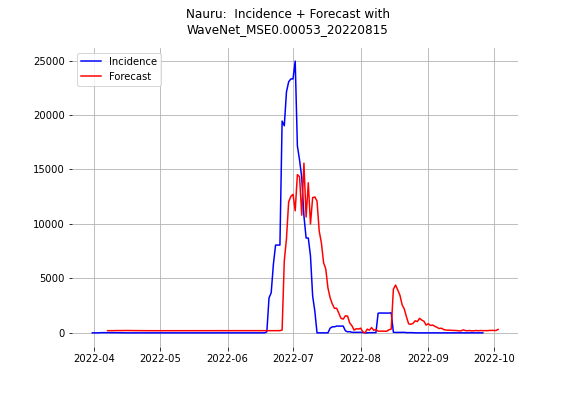 Nauru:  Incidence + Forecast with
WaveNet_MSE0.00053_20220815
Incidence
Forecast
25000
20000
15000
10000
5000
0
2022-04 2022-05 2022-06 2022-07 2022-08 2022-09 2022-10